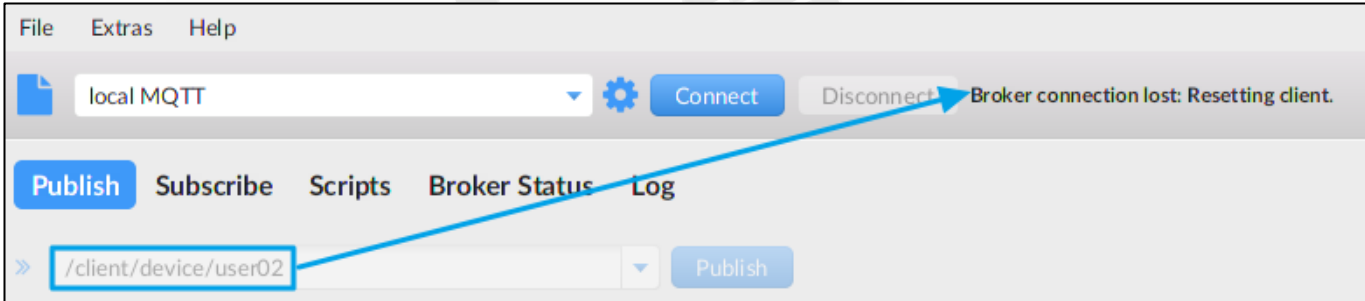 File Extras Help
local MQTT Connect Disconnect Broker connection lost: Resetting client.
Publish Subscribe Scripts Broker Status Log
» /client/device/user02 Publish